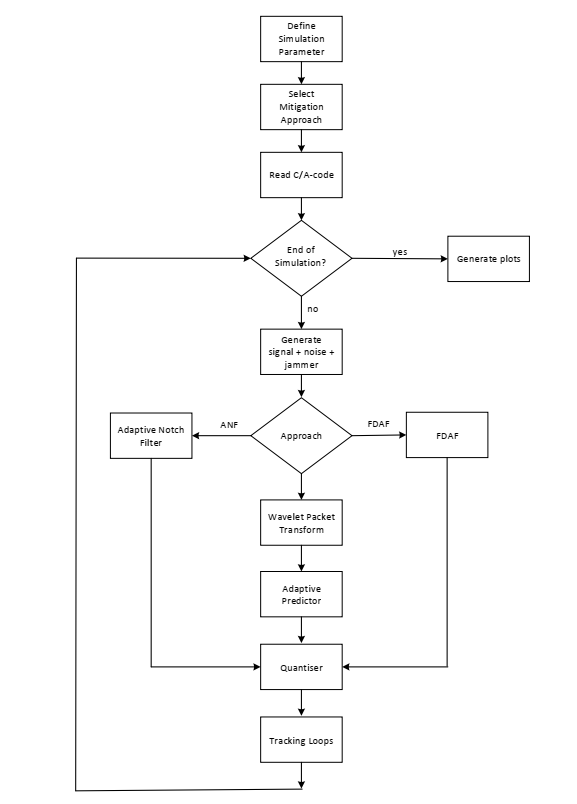 Define
Simulation
Parameter
Select
Mitigation
Approach
Read C/A-code
End of
Simulation?
yes
Generate plots
no
Generate
signal + noise +
jammer
Adaptive Notch
Filter
ANF
Approach
FDAF
FDAF
Wavelet Packet
Transform
Adaptive
Predictor
Quantiser
Tracking Loops